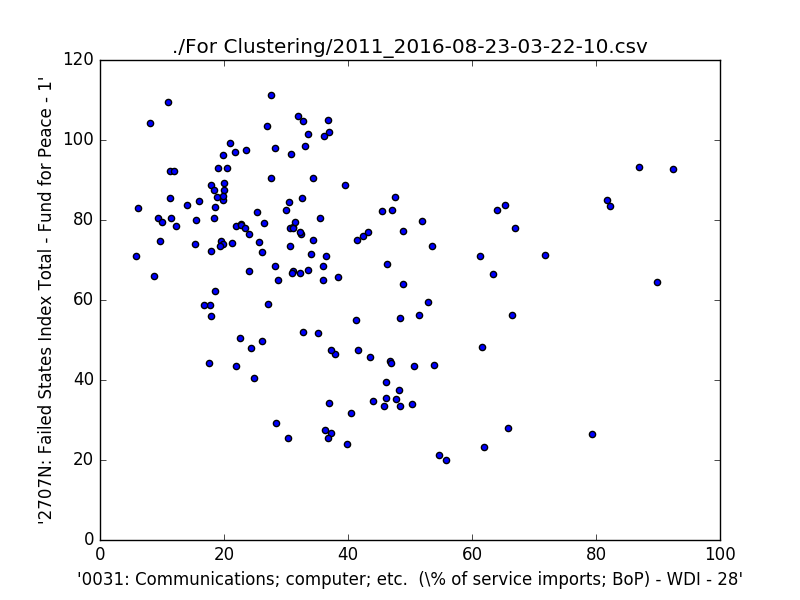 ./For Clustering/2011_2016-08-23-03-22-10.csv
'2707N: Failed States Index Total - Fund for Peace - 1'
120
100
80
60
40
20
0
0 20 40 60 80 100
'0031: Communications; computer; etc.  (\% of service imports; BoP) - WDI - 28'